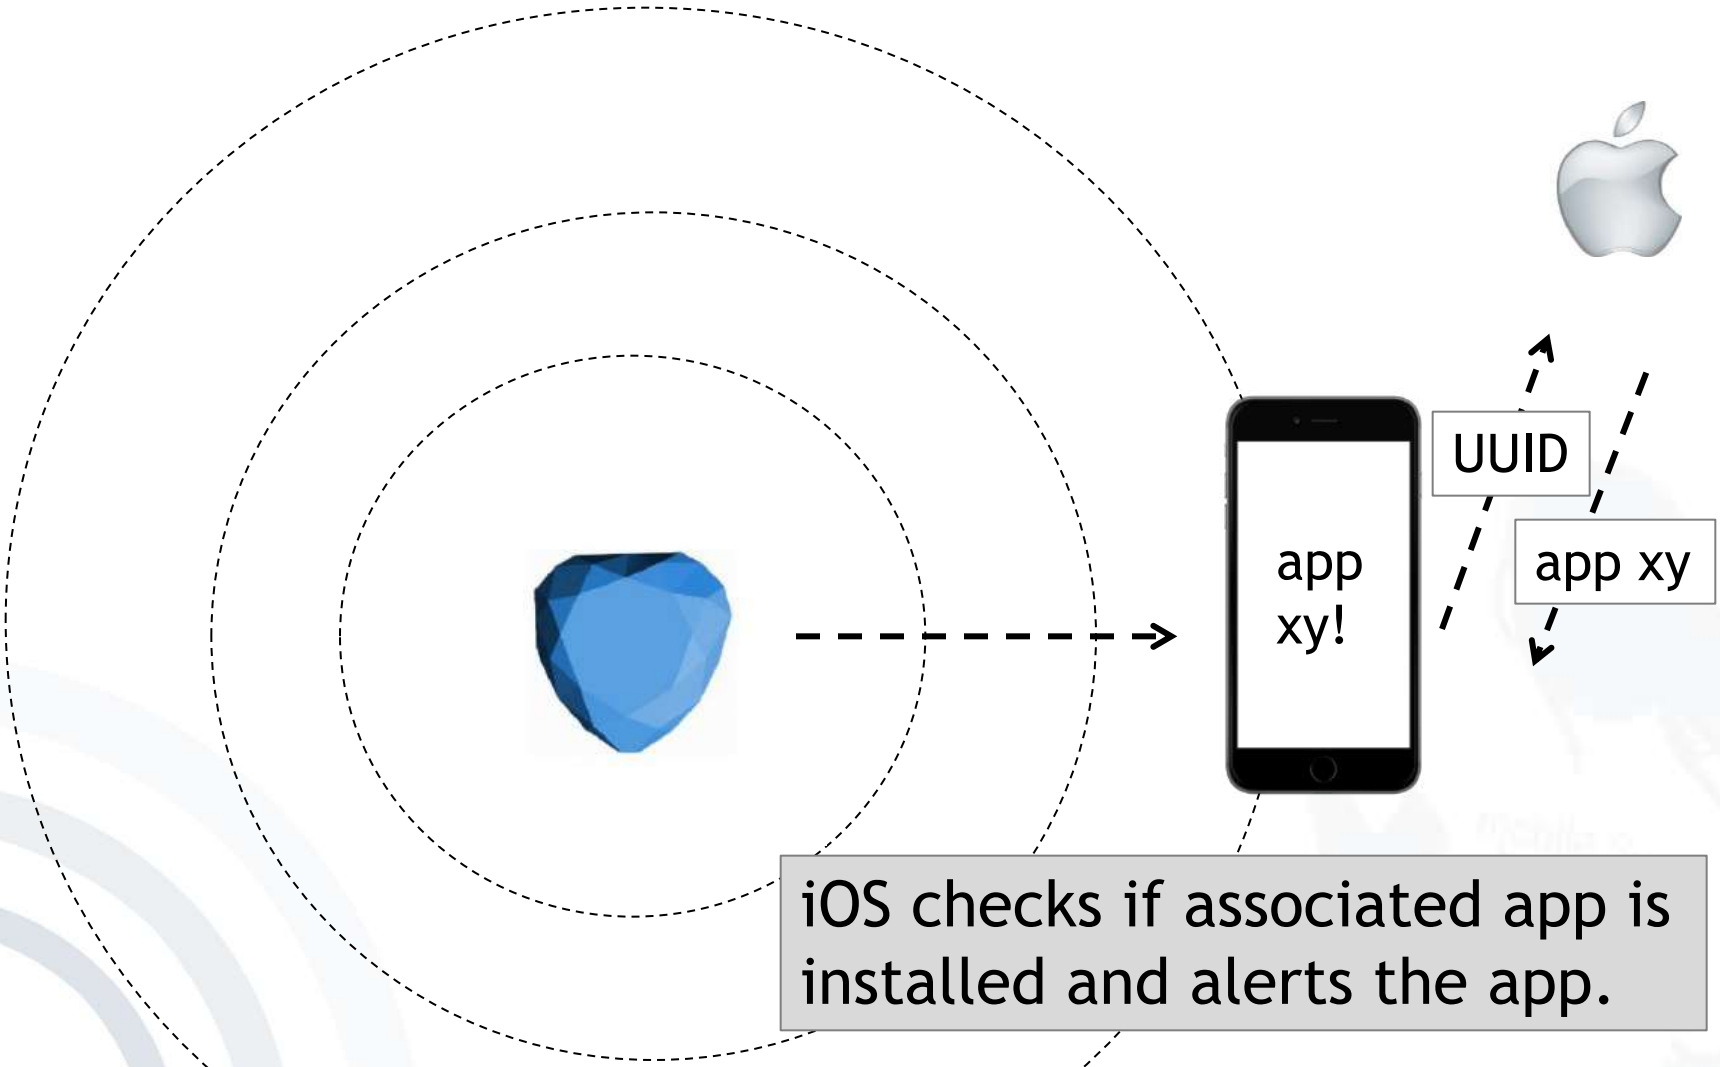 UUID
app xy
app
xy!
iOS checks if associated app is
installed and alerts the app.